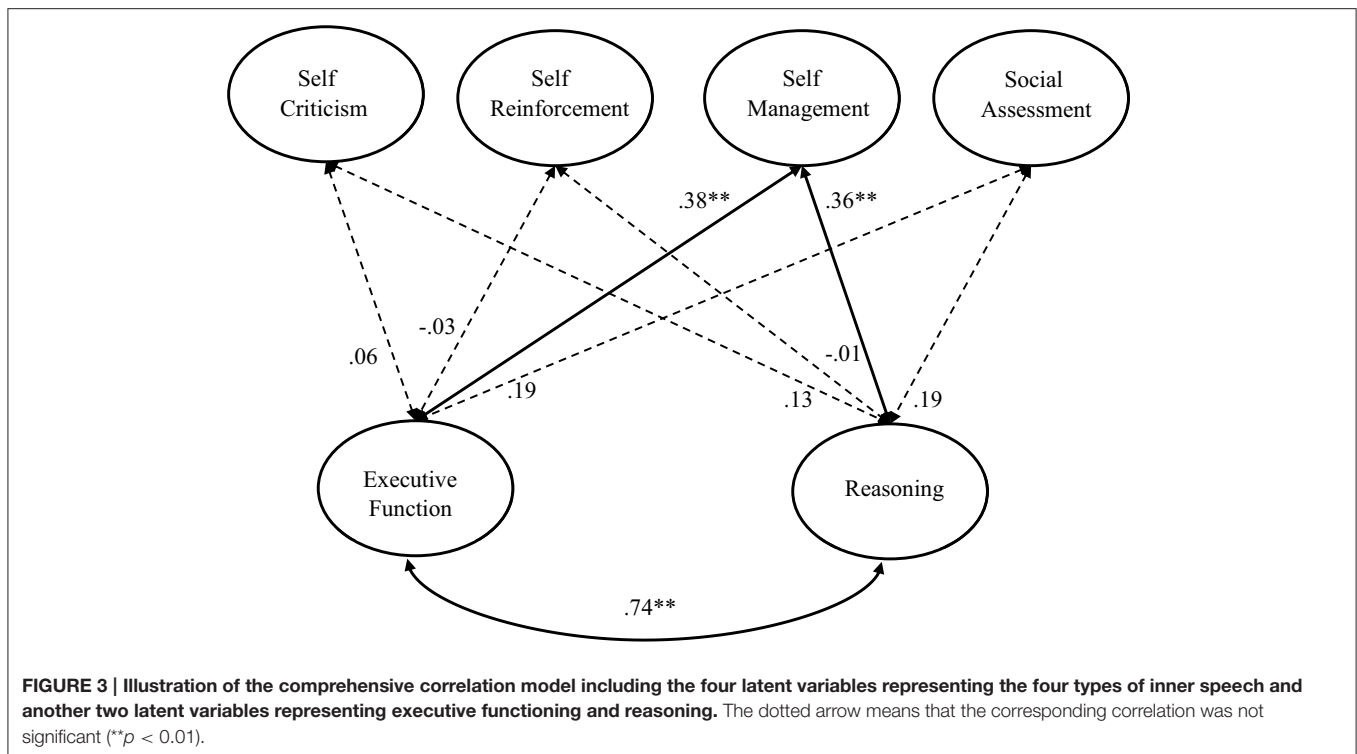 Self
Criticism
Self
Reinforcement
Self
Management
Social
Assessment
.38**
.36**
-.03
.06
.19
-.01
.13
.19
Executive
Function
Reasoning
.74**
FIGURE 3 | Illustration of the comprehensive correlation model including the four latent variables representing the four types of inner speech and
another two latent variables representing executive functioning and reasoning. The dotted arrow means that the corresponding correlation was not
significant (**p < 0.01).